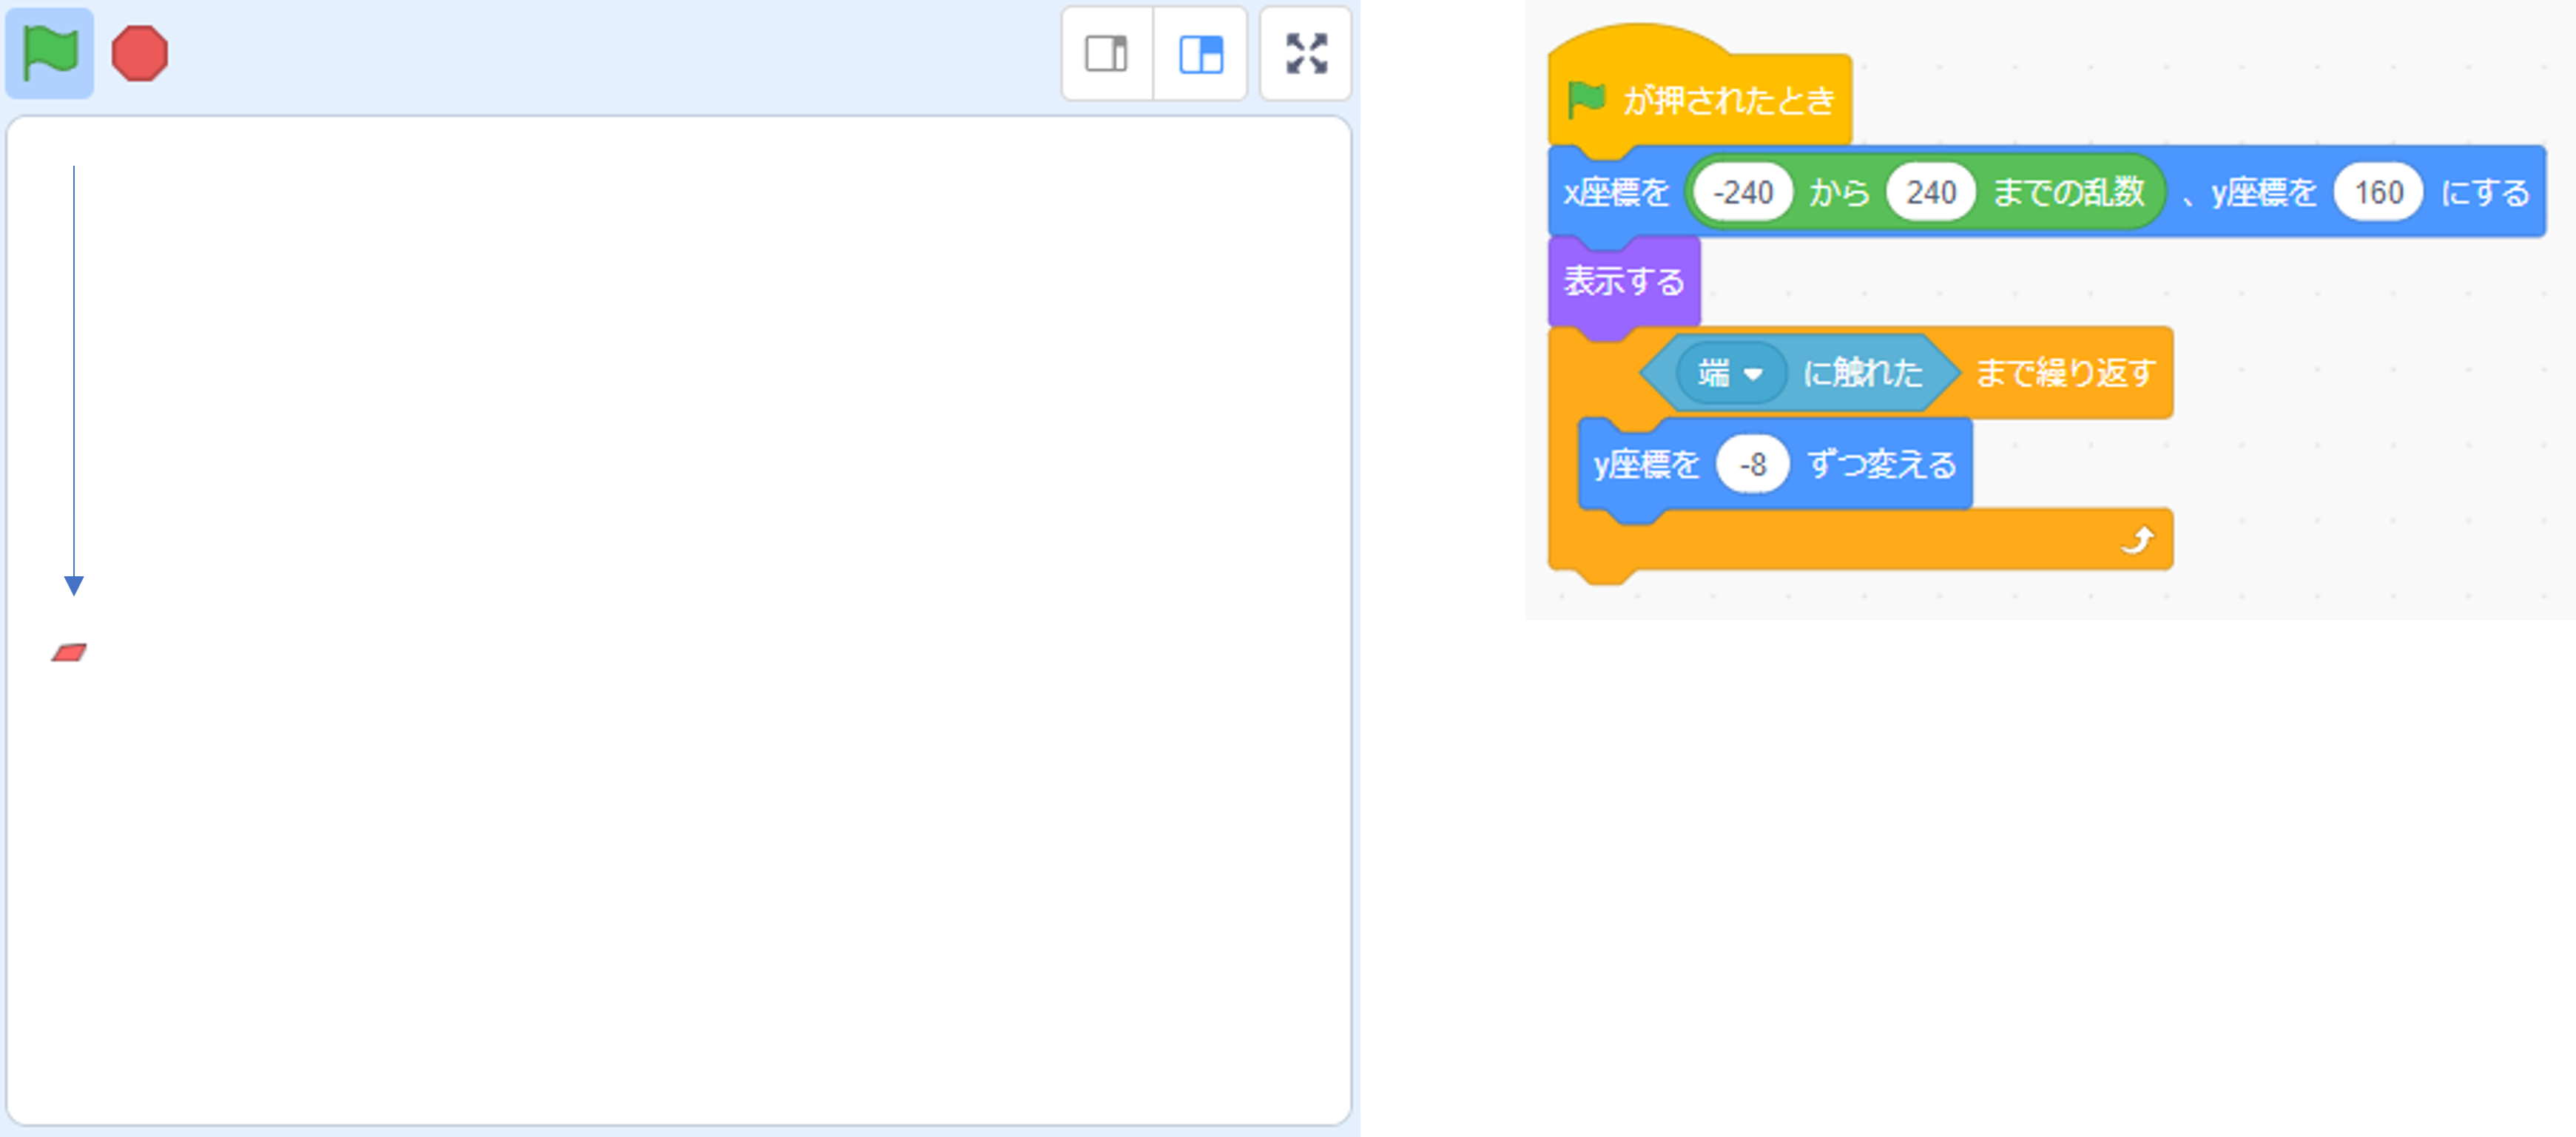 が押されたとき
x座標を -240 から 240 までの乱数 、y座標を 160 にする
表示する
端 に触れた まで繰り返す
y座標を -8 ずつ変える